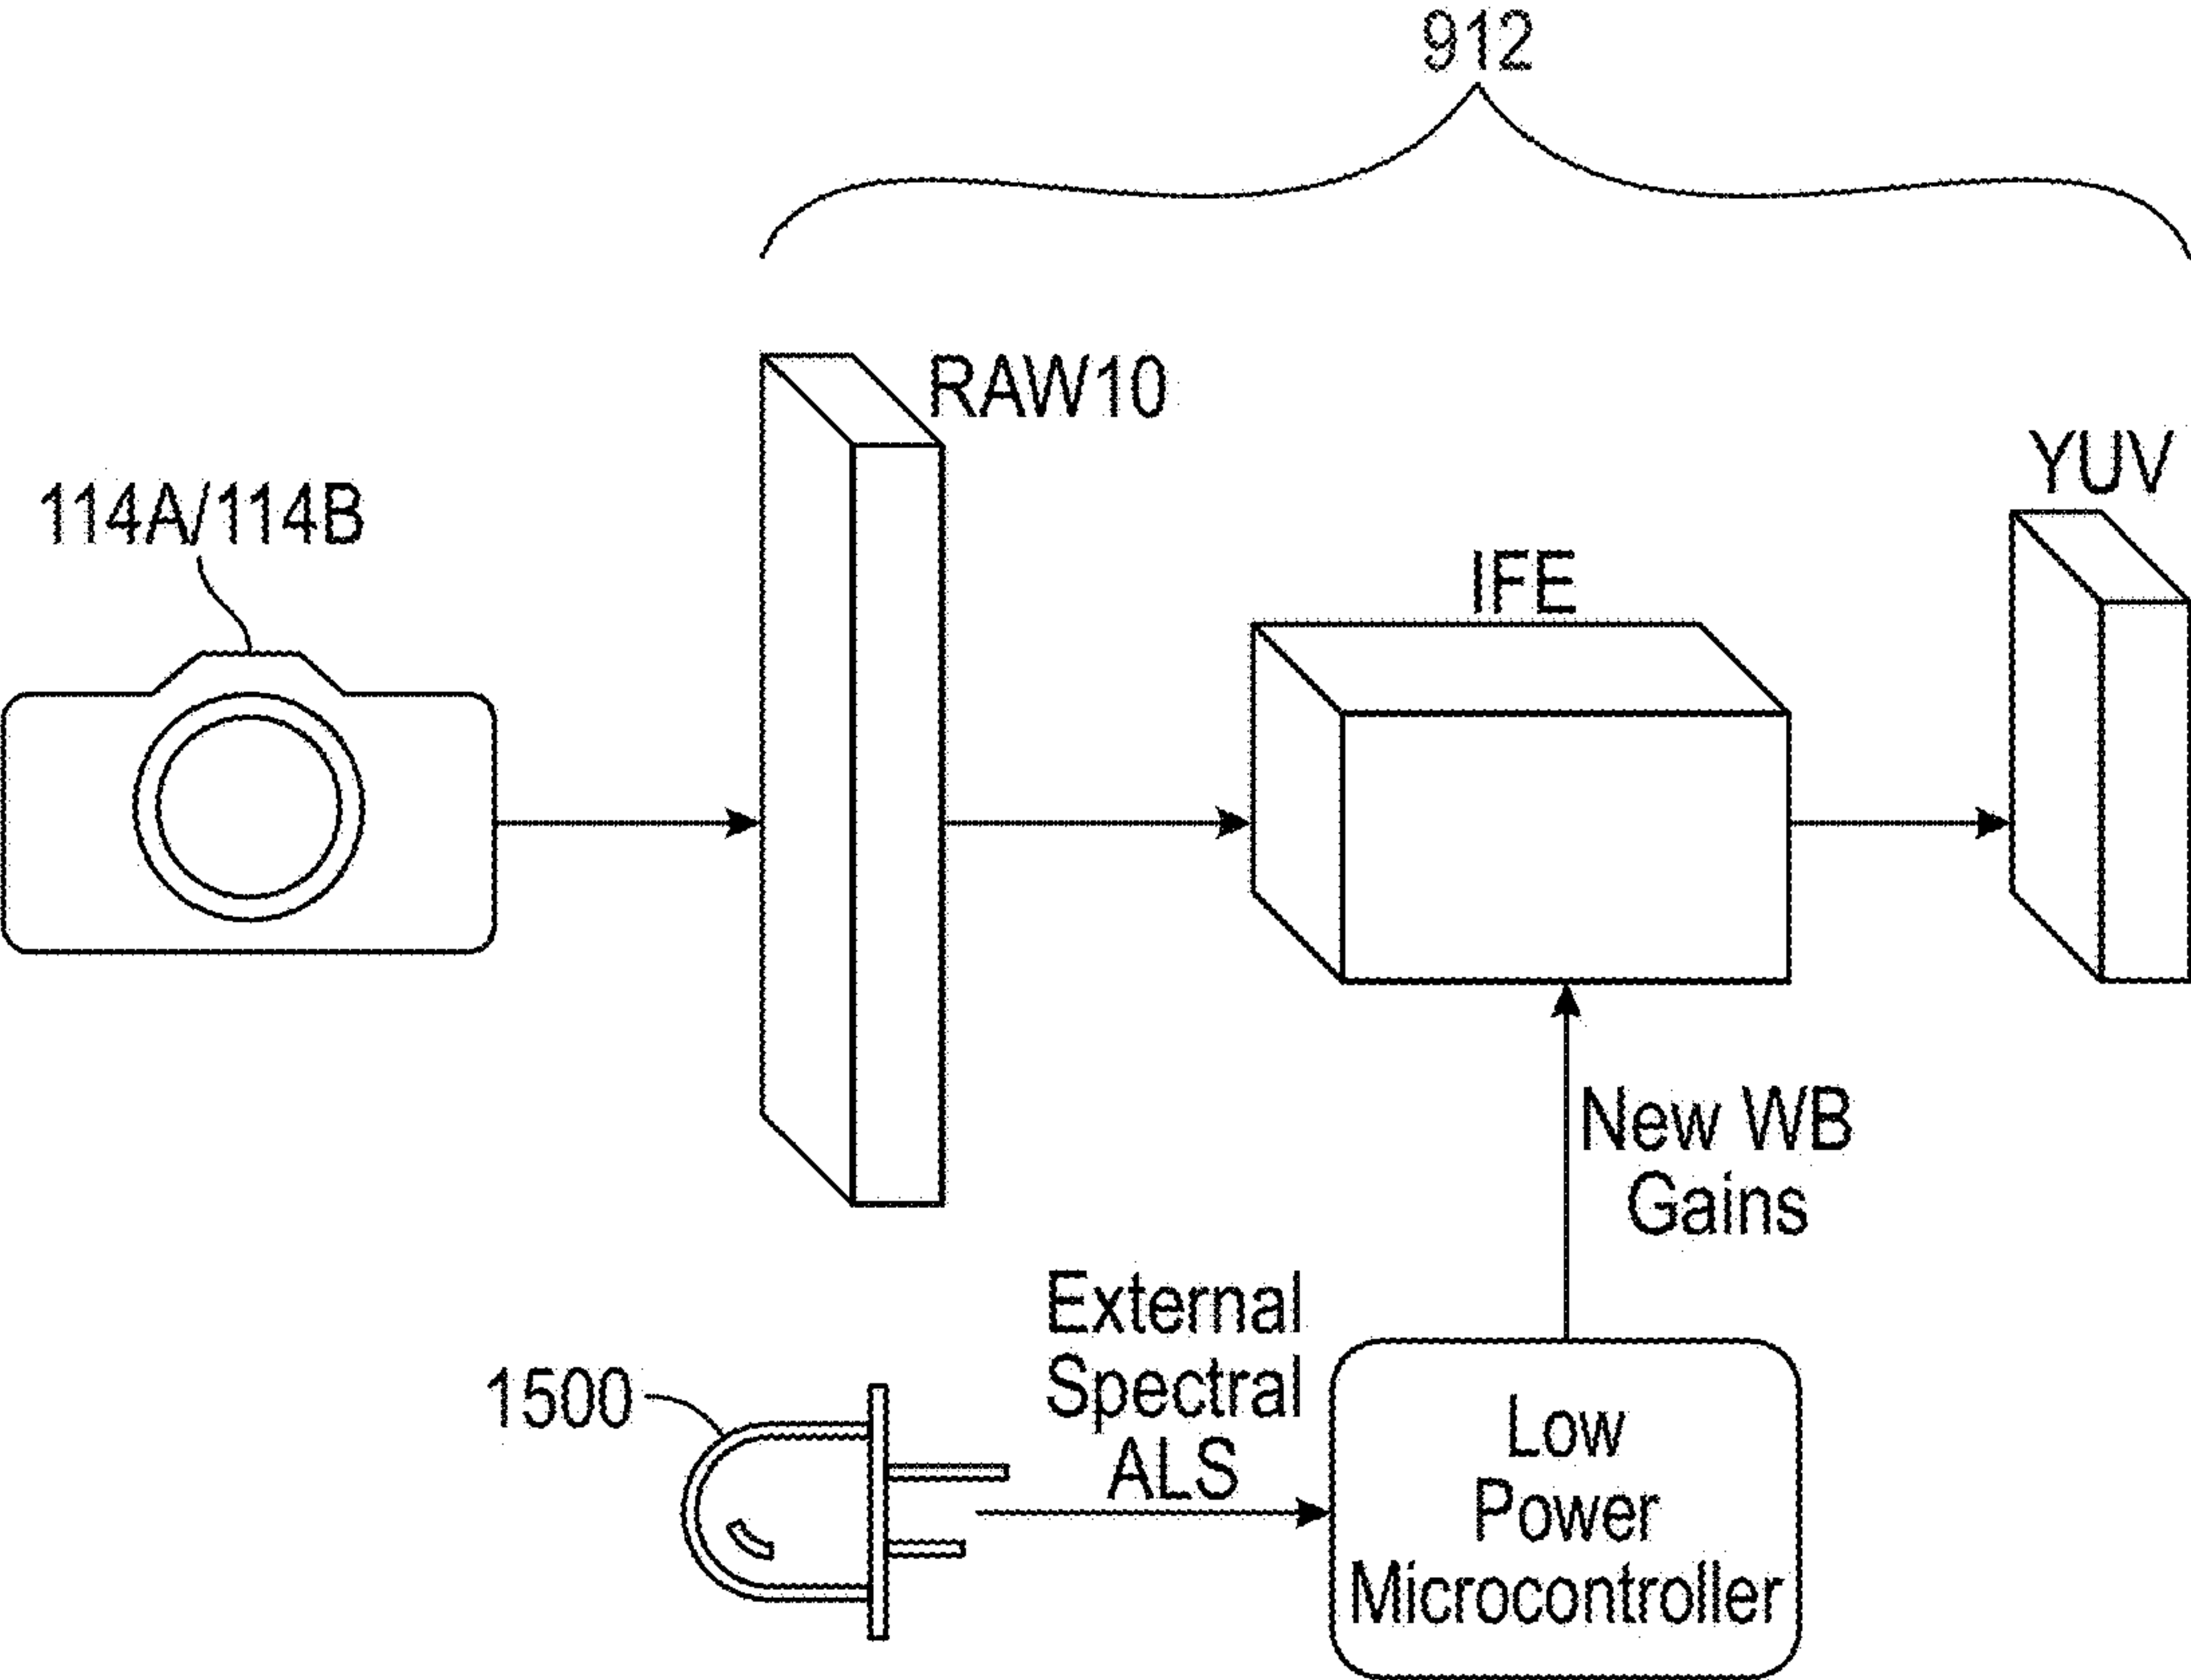 912
RAW10
YUV
114A/114B
IFE
New WB
Gains
External
Spectral
ALS
1500
Low
Power
Microcontroller